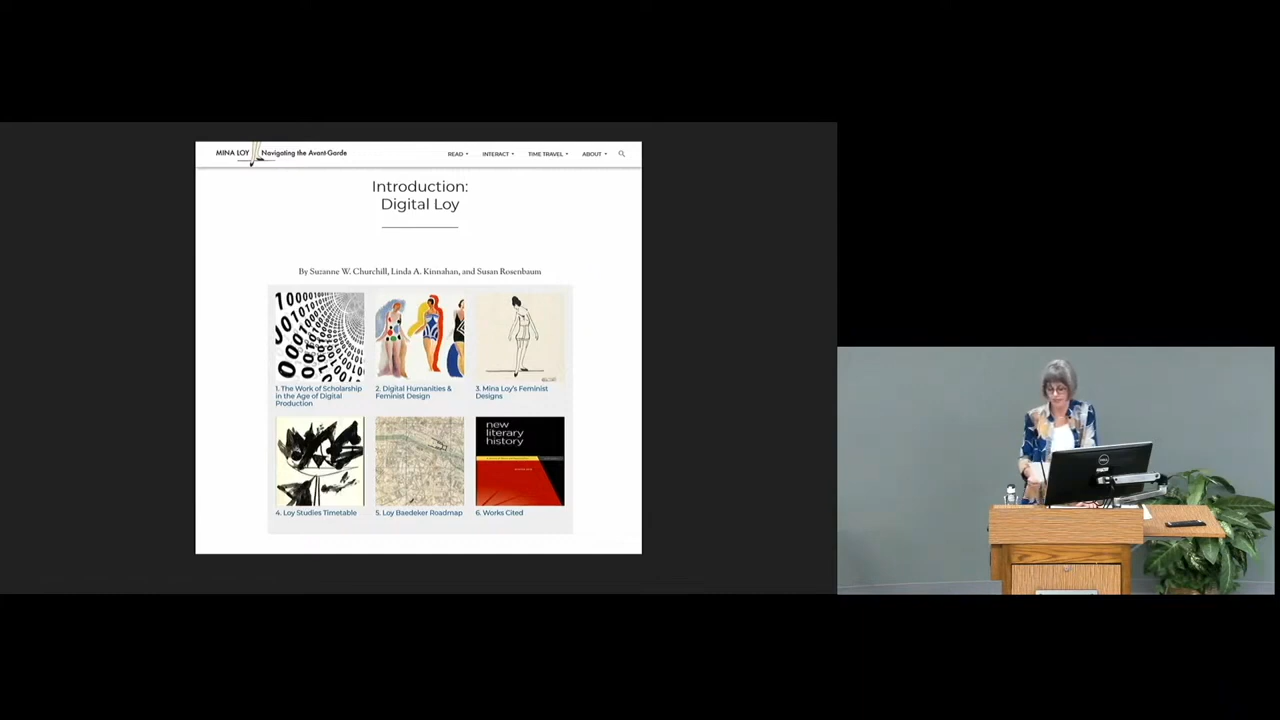 MINA LOY Navigating the Avant-Garde
READ INTERACT TIME TRAVEL ABOUT
Introduction:
Digital Loy
By Suzanne W. Churchill, Linda A. Kinnahan, and Susan Rosenbaum
1. The Work of Scholarship
in the Age of Digital
Production
2. Digital Humanities &
Feminist Design
3. Mina Loy's Feminist
Designs
new
literary
history
4. Loy Studies Timetable
5. Loy Baedeker Roadmap
6. Works Cited
DELL